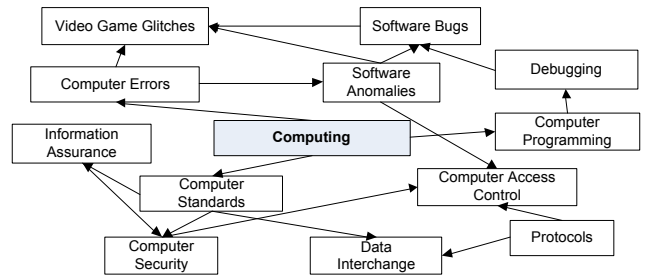 Video Game Glitches
Software Bugs
Computer Errors
Software
Anomalies
Debugging
Information
Assurance
Computing
Computer
Programming
Computer
Standards
Computer Access
Control
Computer
Security
Data
Interchange
Protocols